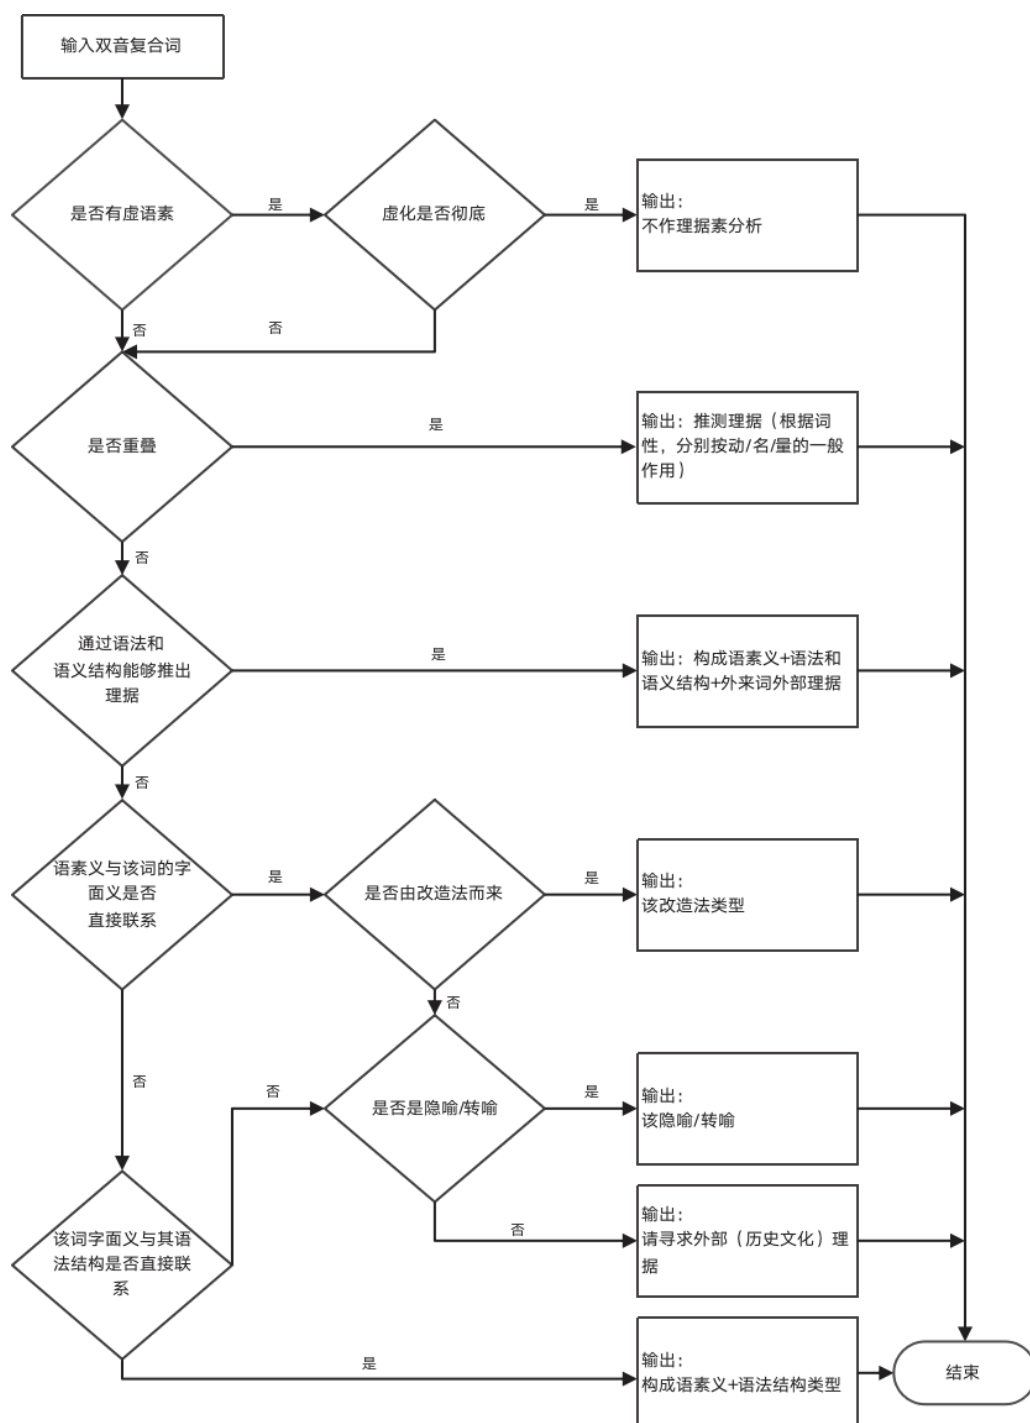 输入双音复合词
是否有虚语素
是
虚化是否彻底
是
输出：
不作理据素分析
否
否
是否重叠
是
输出：推测理据（根据词
性，分别按动/名/量的一般
作用）
否
通过语法和
语义结构能够推出
理据
是
输出：构成语素义+语法和
语义结构+外来词外部理据
否
语素义与该词的字
面义是否
直接联系
是
是否由改造法而来
是
输出：
该改造法类型
否
否
否
是否是隐喻/转喻
是
输出：
该隐喻/转喻
该词字面义与其语
法结构是否直接联
系
否
输出：
请寻求外部（历史文化）理
据
是
输出：
构成语素义+语法结构类型
结束